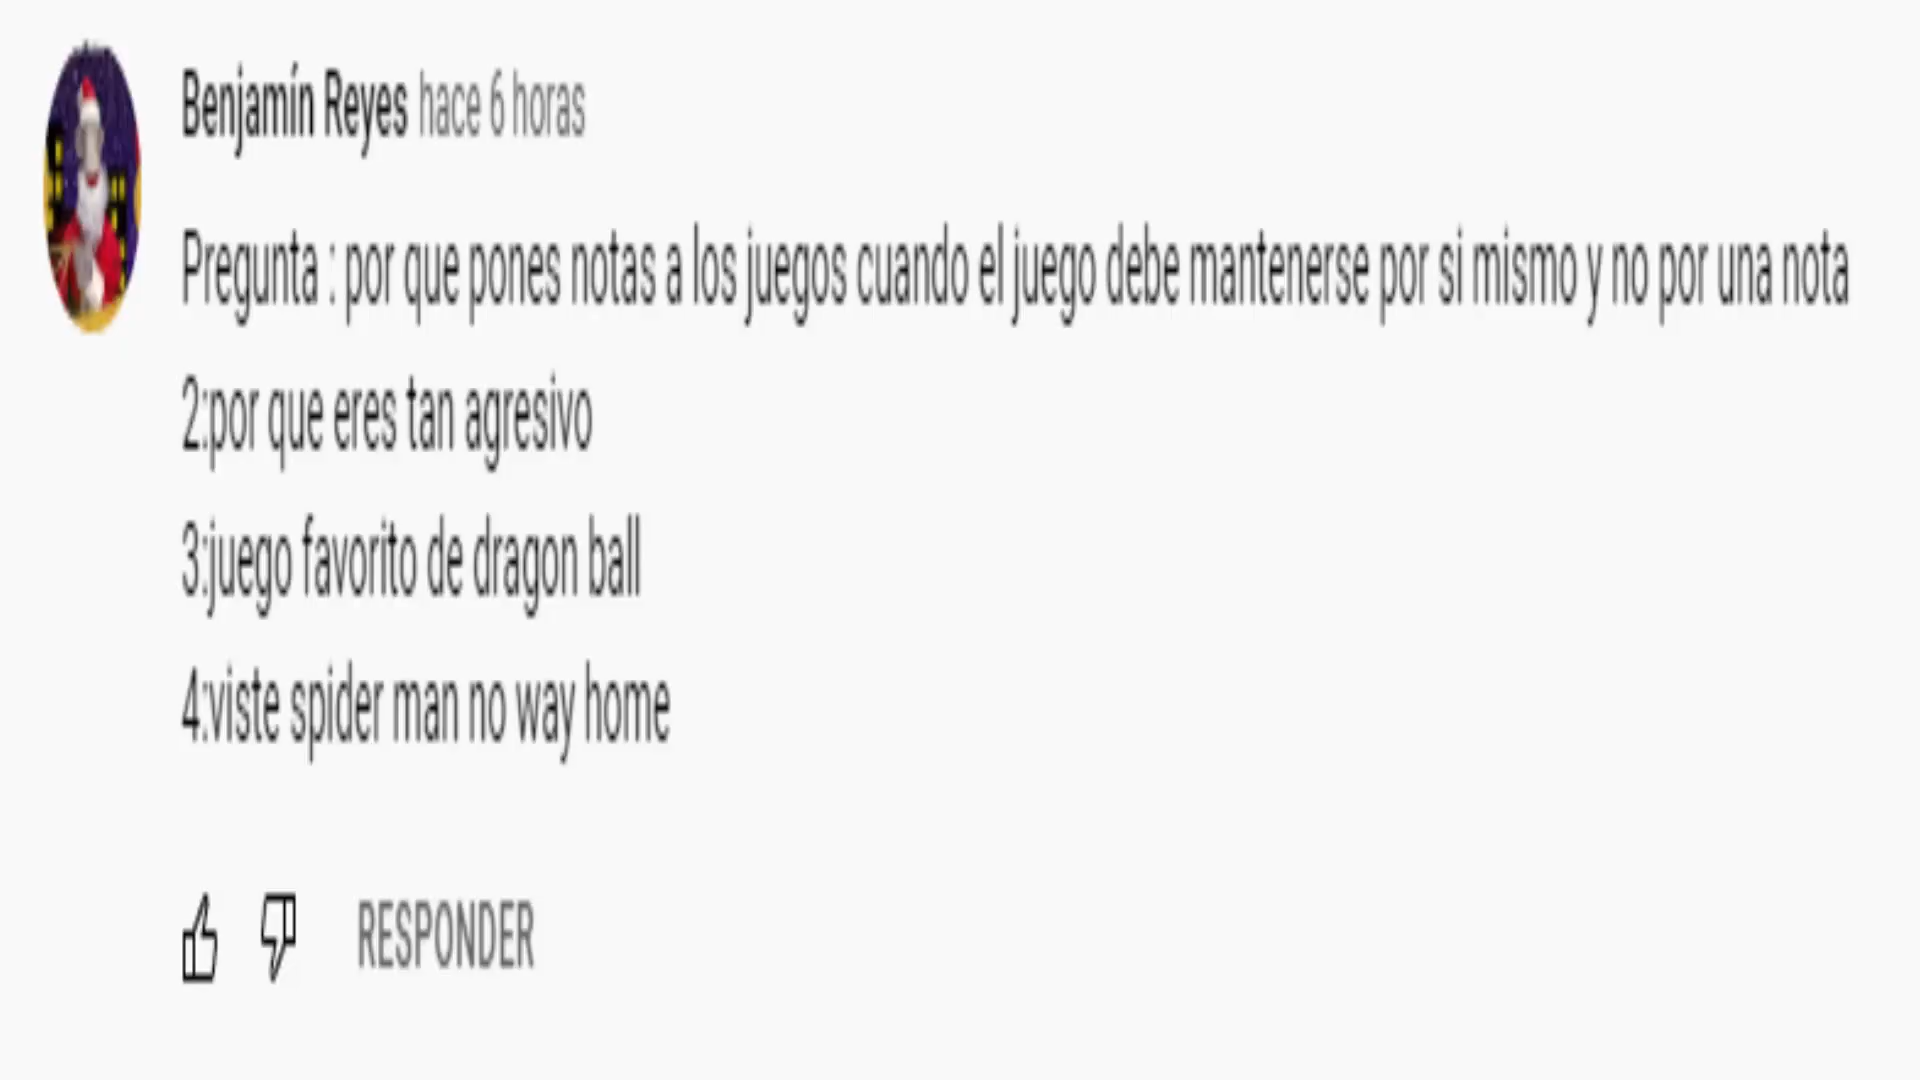 Benjamín Reyes hace 6 horas
Pregunta : por que pones notas a los juegos cuando el juego debe mantenerse por si mismo y no por una nota
2:por que eres tan agresivo
3:juego favorito de dragon ball
4:viste spider man no way home
RESPONDER